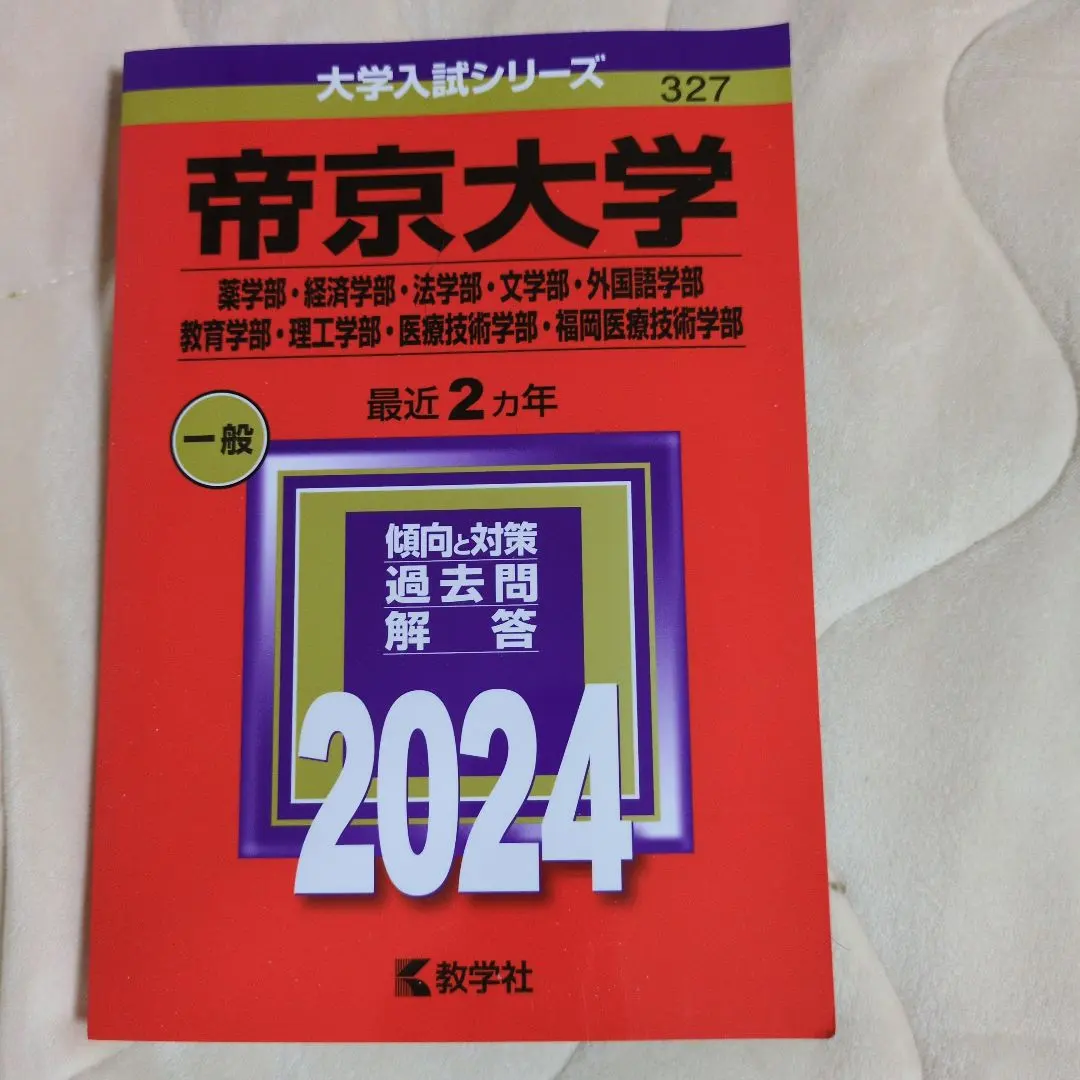 大学入試シリーズ
327
帝京大学
薬学部・経済学部・法学部・文学部・外国語学部
教育学部・理工学部・医療技術学部・福岡医療技術学部
最近2カ年
一般
傾向と対策
過去問
解答
2024
教学社